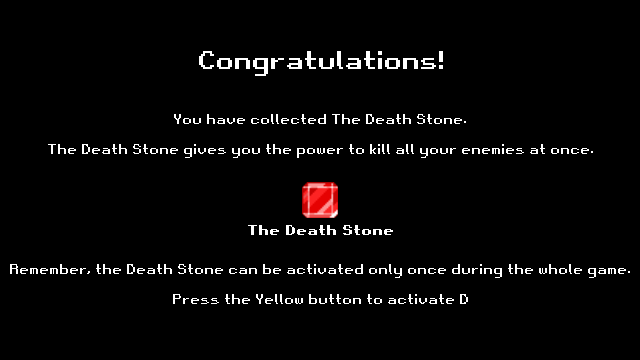 Congratulations!
You have collected The Death Stone.
The Death Stone gives you the power to kill all your enemies at once.
The Death Stone
Remember, the Death Stone can be activated only once during the whole game.
Press the Yellow button to activate D